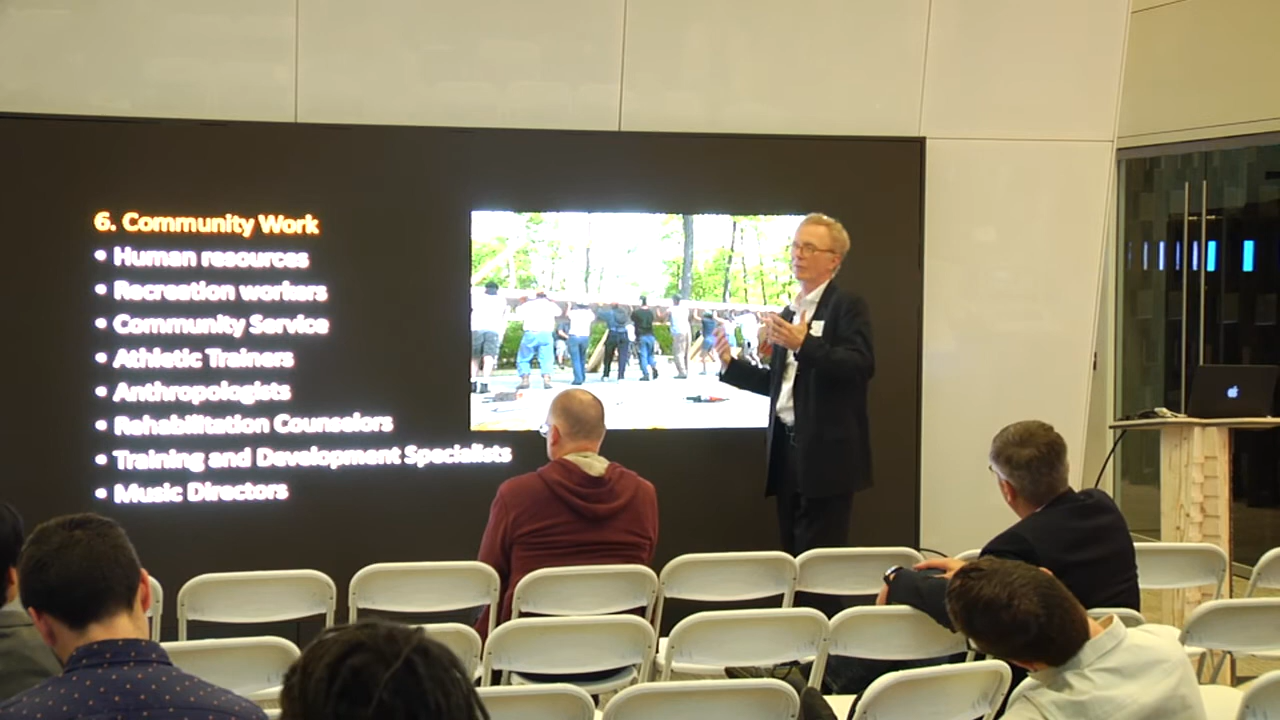 6. Community Work
• Human resources
• Recreation workers
• Community Service
• Athletic Trainers
• Anthropologists
• Rehabilitation Counselors
• Training and Development Specialists
• Music Directors